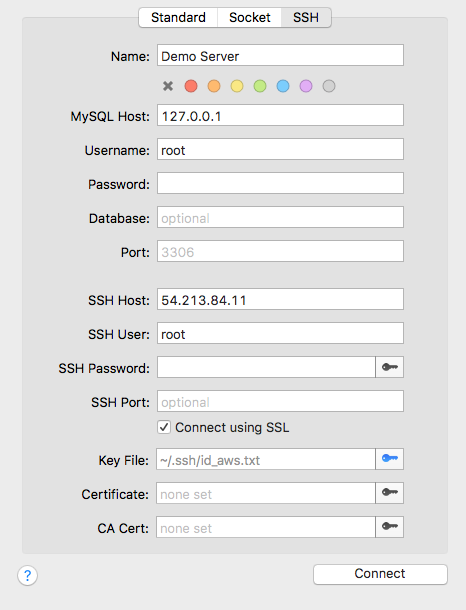 Standard Socket SSH
Name: Demo Server
MySQL Host: 127.0.0.1
Username: root
Password:
Database: optional
Port: 3306
SSH Host: 54.213.84.11
SSH User: root
SSH Password:
SSH Port: optional
Connect using SSL
Key File: ~/.ssh/id_aws.txt
Certificate: none set
CA Cert: none set
? Connect